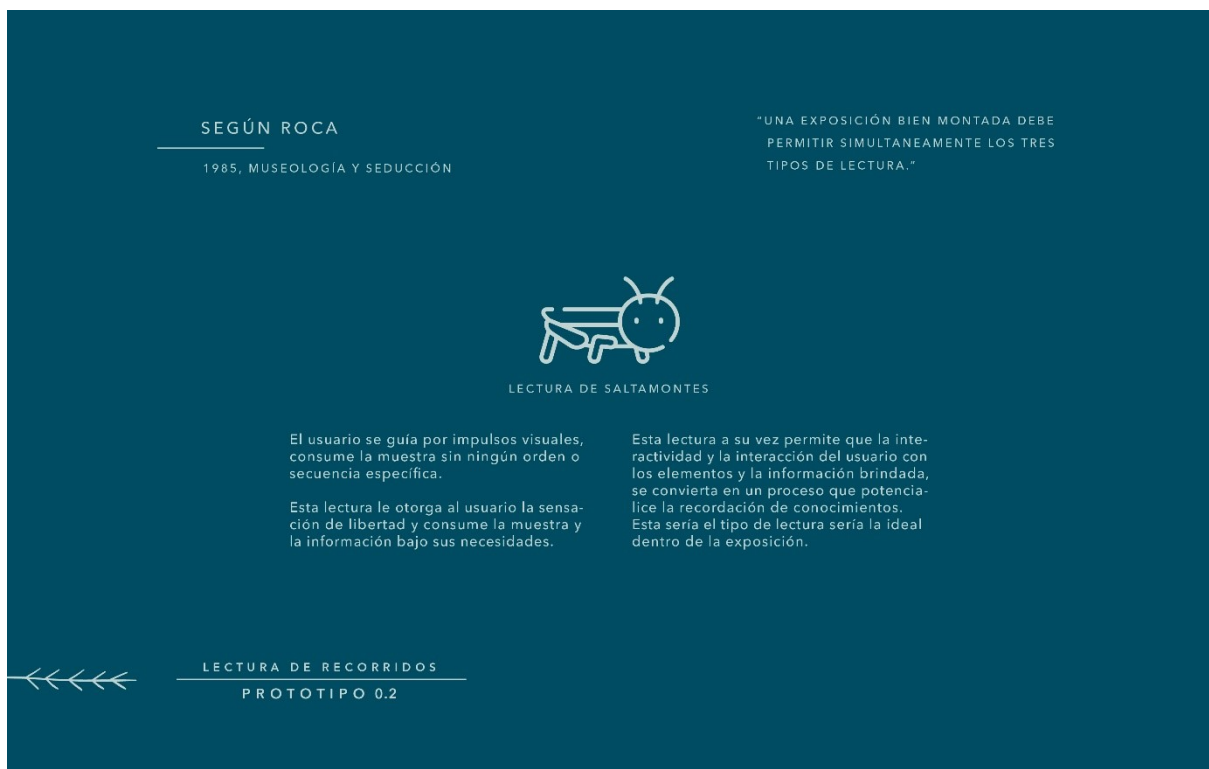 SEGÚN ROCA
1985, MUSEOLOGÍA Y SEDUCCIÓN
"UNA EXPOSICIÓN BIEN MONTADA DEBE
PERMITIR SIMULTANEAMENTE LOS TRES
TIPOS DE LECTURA."
LECTURA DE SALTAMONTES
El usuario se guía por impulsos visuales,
consume la muestra sin ningún orden o
secuencia específica.
Esta lectura le otorga al usuario la sensa-
ción de libertad y consume la muestra y
la información bajo sus necesidades.
Esta lectura a su vez permite que la inte-
ractividad y la interacción del usuario con
los elementos y la información brindada,
se convierta en un proceso que potencia-
lice la recordación de conocimientos.
Esta sería el tipo de lectura sería la ideal
dentro de la exposición.
LECTURA DE RECORRIDOS
PROTOTIPO 0.2